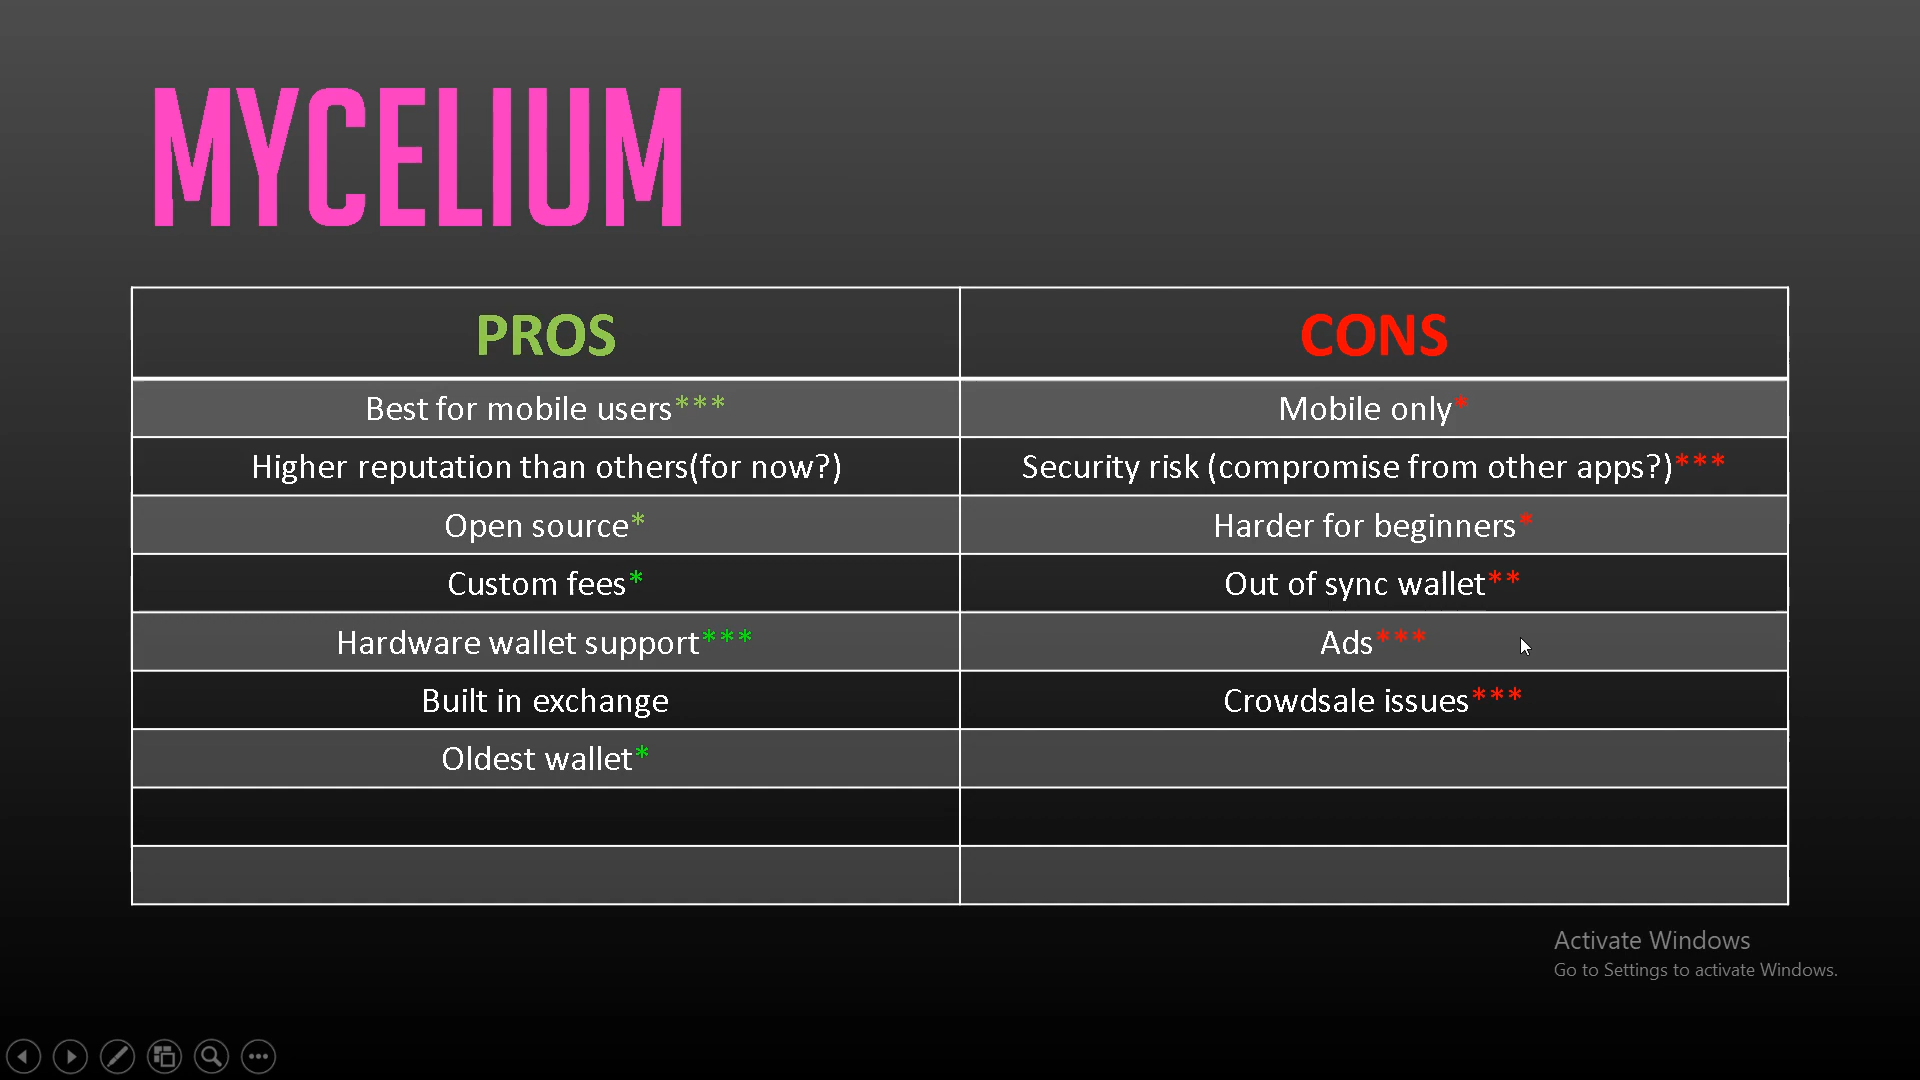 MYCELIUM
PROS
CONS
Best for mobile users***
Mobile only*
Higher reputation than others(for now?)
Security risk (compromise from other apps?)***
Open source*
Harder for beginners*
Custom fees*
Out of sync wallet**
Hardware wallet support***
Ads***
Built in exchange
Crowdsale issues***
Oldest wallet*
Activate Windows
Go to Settings to activate Windows.